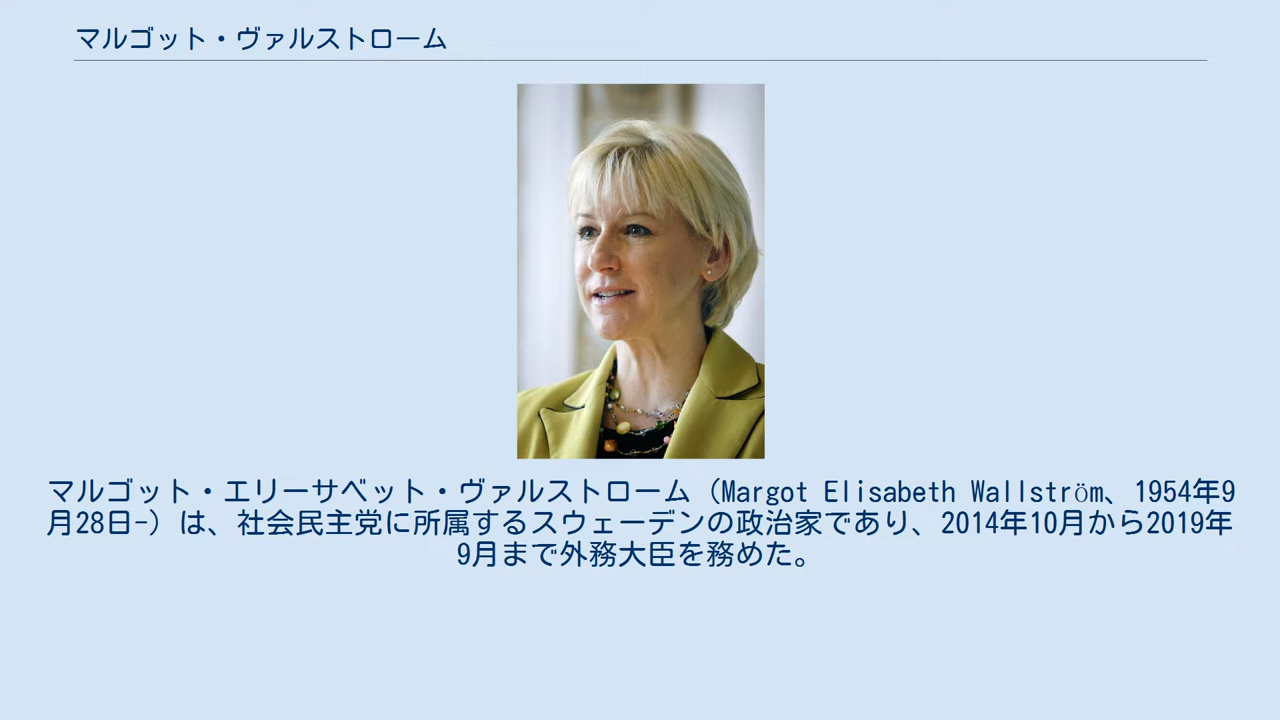 マルゴット・ヴァルストローム
マルゴット・エリーサベット・ヴァルストローム（Margot Elisabeth Wallström、1954年9
月28日-）は、社会民主党に所属するスウェーデンの政治家であり、2014年10月から2019年
9月まで外務大臣を務めた。